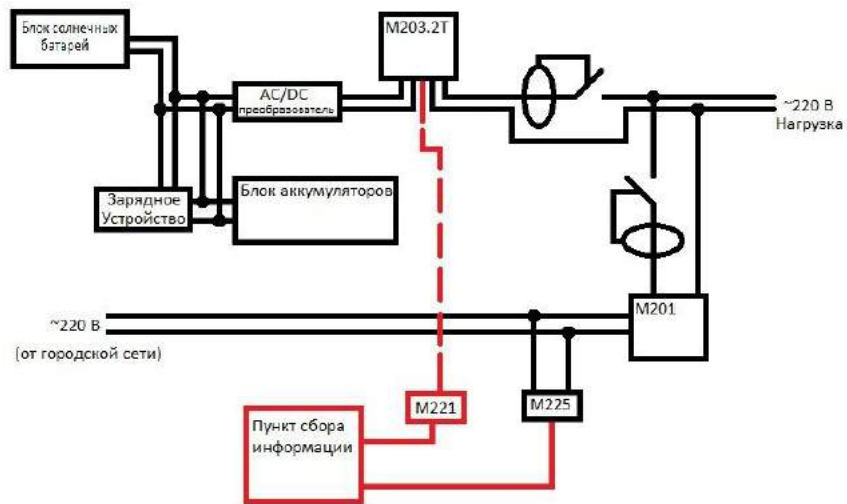 Блок солнечных
батарей
М203.2Т
AC/DC
преобразователь
~220 В
Нагрузка
Зарядное
Устройство
Блок аккумуляторов
~220 В
(от городской сети)
М201
М221
М225
Пункт сбора
информации